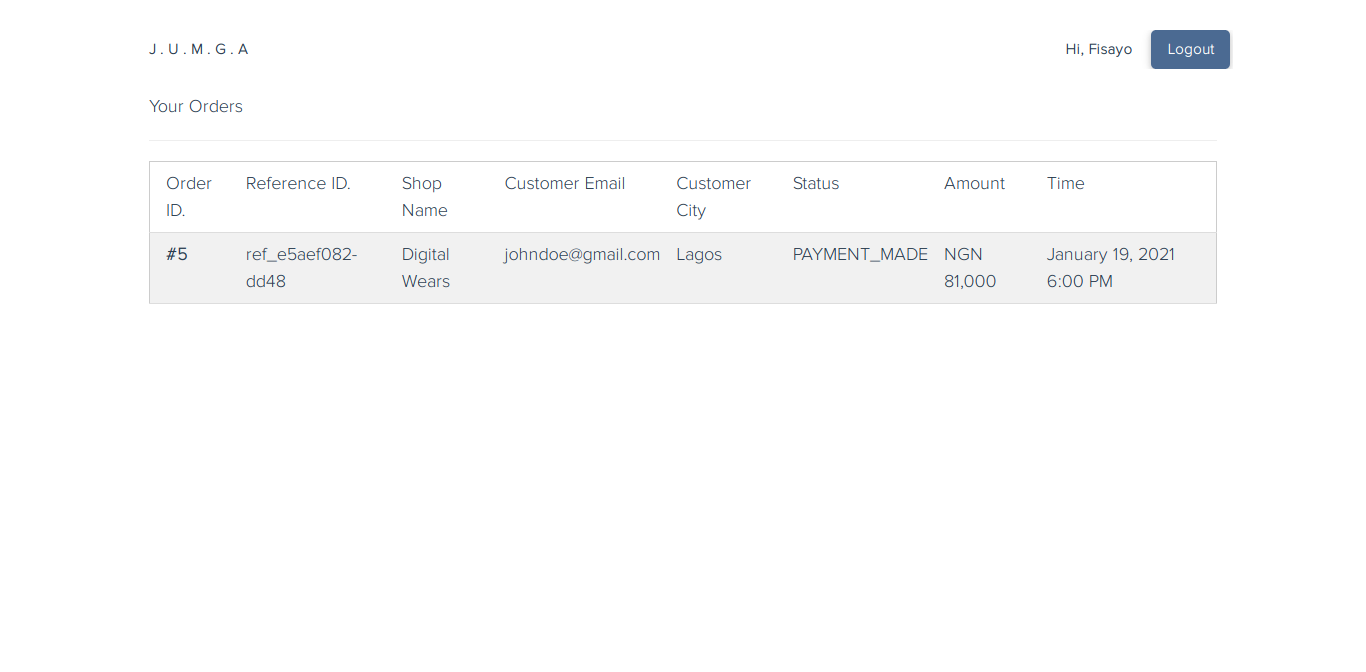 J . U . M . G . A
Hi, Fisayo
Logout
Your Orders
Order ID. Reference ID. Shop Name Customer Email Customer City Status Amount Time
#5 ref_e5aef082-dd48 Digital Wears johndoe@gmail.com Lagos PAYMENT_MADE NGN 81,000 January 19, 2021 6:00 PM